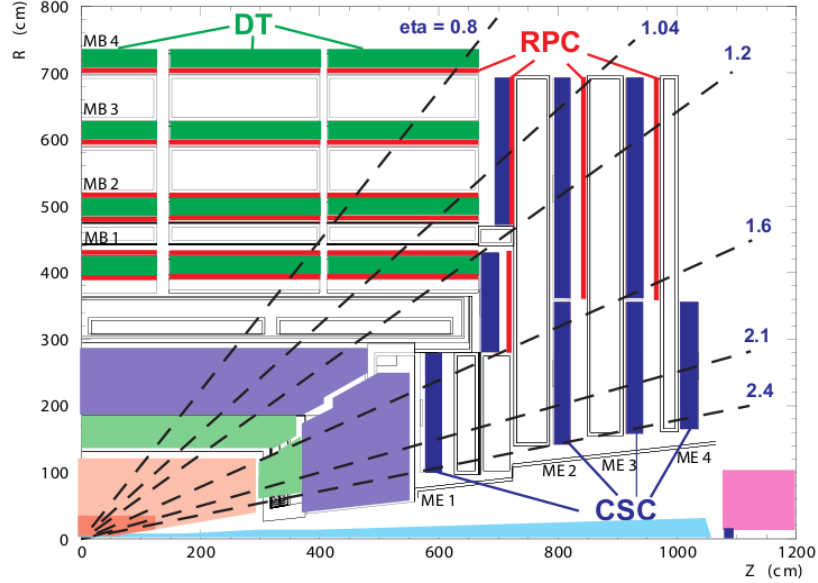 R (cm)
800
700
600
500
400
300
200
100
0
MB 4
MB 3
MB 2
MB 1
DT
eta = 0.8
RPC
1.04
1.2
1.6
2.1
2.4
ME 1
ME 2
ME 3
ME 4
CSC
0
200
400
600
800
1000
1200
Z (cm)